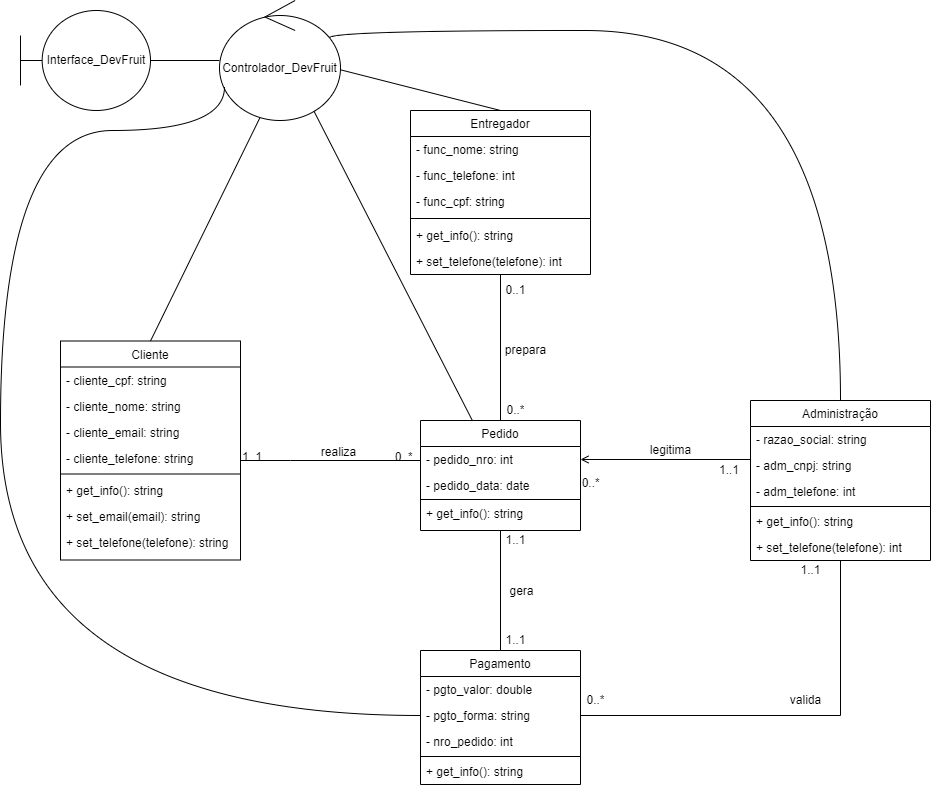 Interface_DevFruit
Controlador_DevFruit
Entregador
- func_nome: string
- func_telefone: int
- func_cpf: string
+ get_info(): string
+ set_telefone(telefone): int
0..1
prepara
0..*
Cliente
- cliente_cpf: string
- cliente_nome: string
- cliente_email: string
- cliente_telefone: string
+ get_info(): string
+ set_email(email): string
+ set_telefone(telefone): string
1..1
realiza
0..*
Pedido
- pedido_nro: int
- pedido_data: date
+ get_info(): string
legitima
0..*
1..1
Administração
- razao_social: string
- adm_cnpj: string
- adm_telefone: int
+ get_info(): string
+ set_telefone(telefone): int
1..1
1..1
gera
1..1
Pagamento
- pgto_valor: double
- pgto_forma: string
- nro_pedido: int
+ get_info(): string
0..*
valida